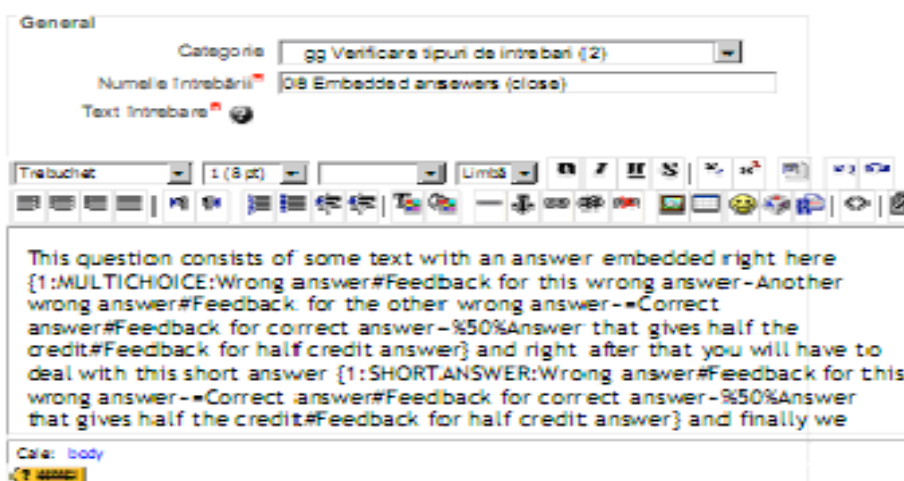 General
Categorie gg Verificare tipuri de intrebari (2)
Numele întrebării* 08 Embedded ansewers (close)
Text întrebare*
Trebuchet 1 (8 pt) Limbă B I U S
This question consists of some text with an answer embedded right here
{1:MULTICHOICE:Wrong answer#Feedback for this wrong answer~Another
wrong answer#Feedback for the other wrong answer~=Correct
answer#Feedback for correct answer~%50%Answer that gives half the
credit#Feedback for half credit answer} and right after that you will have to
deal with this short answer {1:SHORTANSWER:Wrong answer#Feedback for this
wrong answer~=Correct answer#Feedback for correct answer~%50%Answer
that gives half the credit#Feedback for half credit answer} and finally we
Cale: body